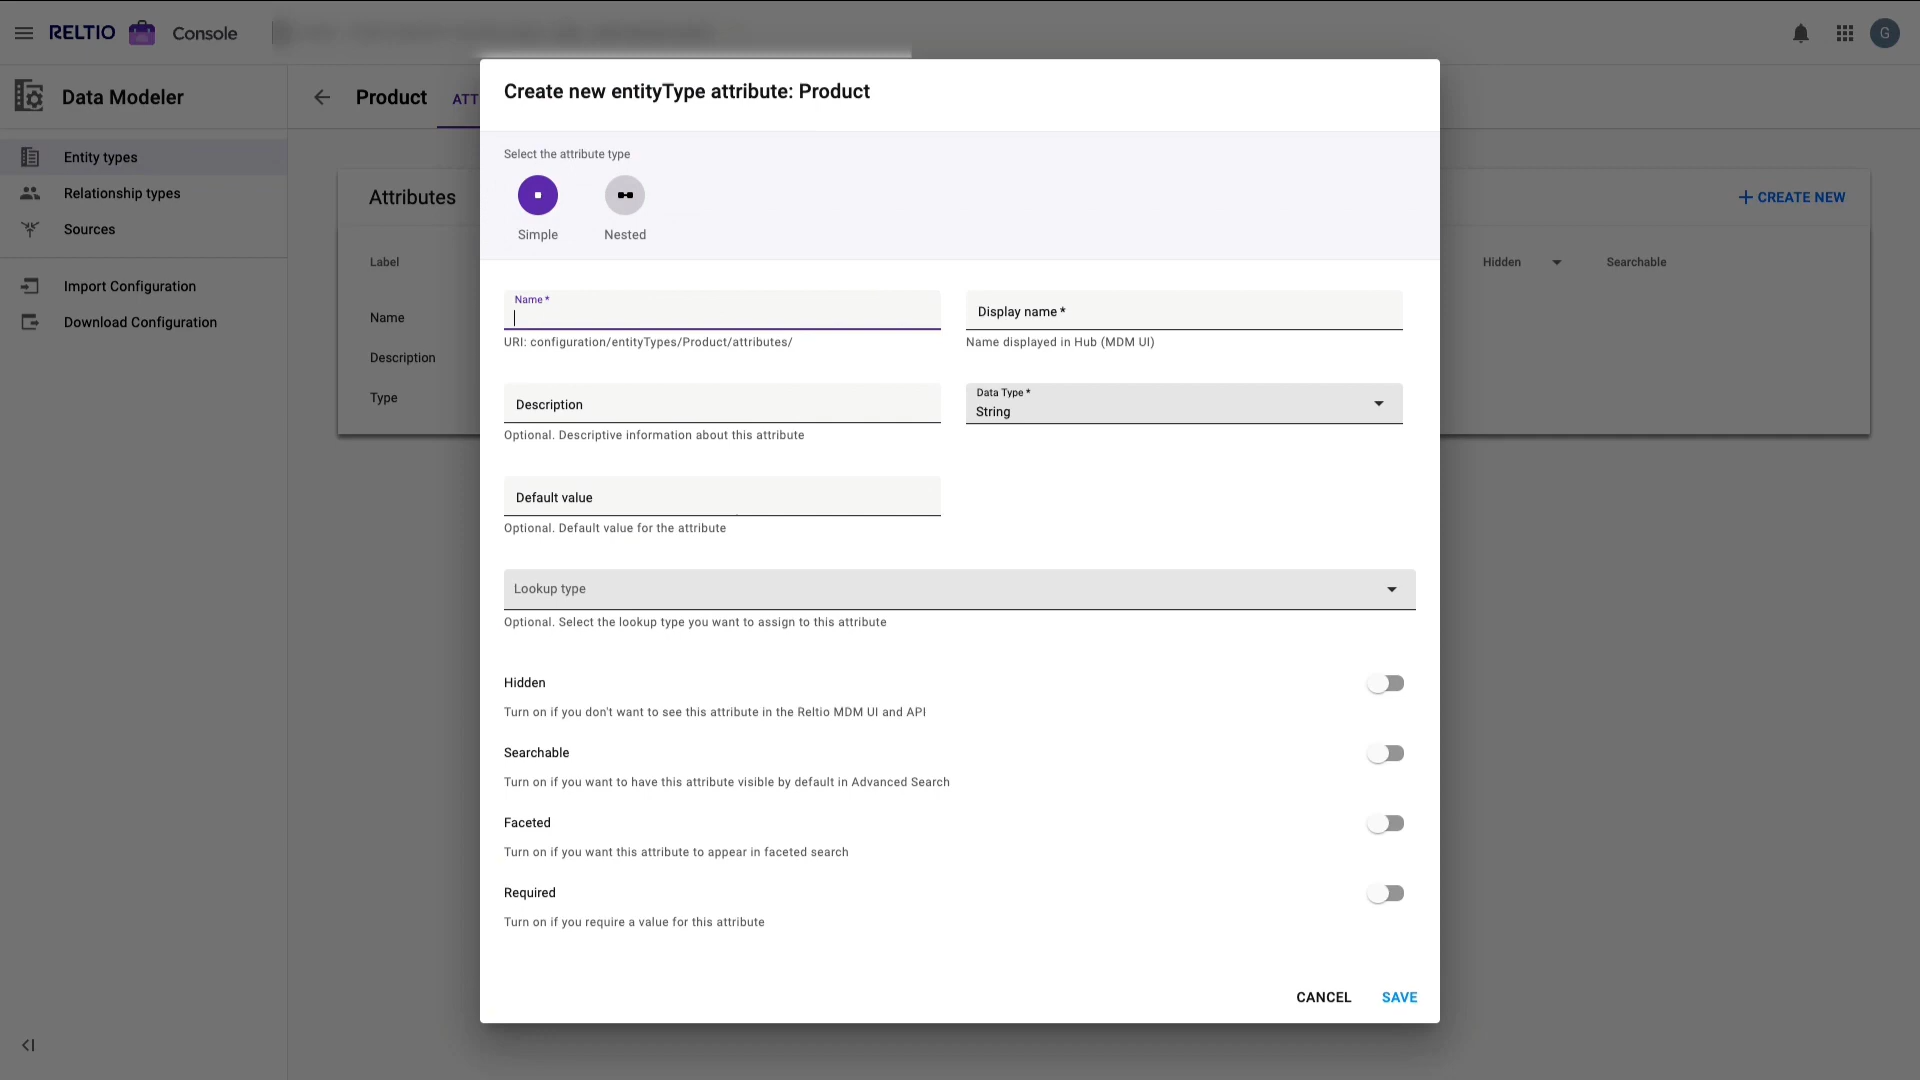 RELTIO Console
G
Data Modeler
Product ATT
Entity types
Relationship types
Sources
Import Configuration
Download Configuration
Attributes
+ CREATE NEW
Label
Hidden
Searchable
Name
Description
Type
Create new entityType attribute: Product
Select the attribute type
Simple
Nested
Name *
URI: configuration/entityTypes/Product/attributes/
Display name *
Name displayed in Hub (MDM UI)
Description
Optional. Descriptive information about this attribute
Data Type *
String
Default value
Optional. Default value for the attribute
Lookup type
Optional. Select the lookup type you want to assign to this attribute
Hidden
Turn on if you don't want to see this attribute in the Reltio MDM UI and API
Searchable
Turn on if you want to have this attribute visible by default in Advanced Search
Faceted
Turn on if you want this attribute to appear in faceted search
Required
Turn on if you require a value for this attribute
CANCEL
SAVE